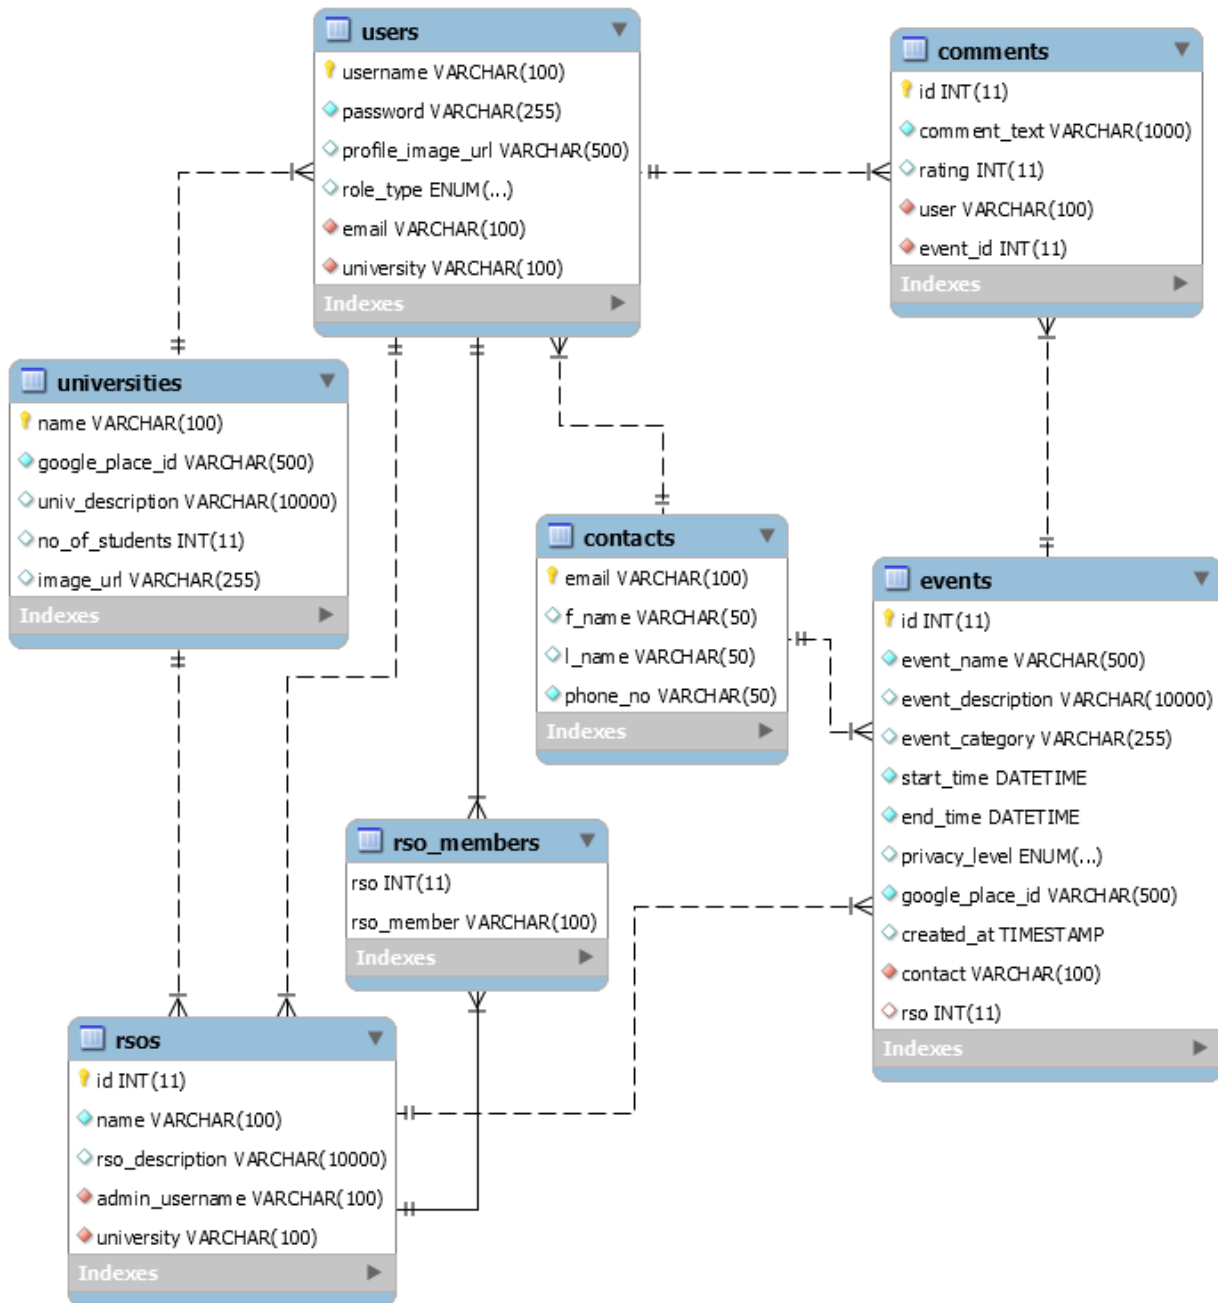 users
username VARCHAR(100)
password VARCHAR(255)
profile_image_url VARCHAR(500)
role_type ENUM(...)
email VARCHAR(100)
university VARCHAR(100)
Indexes
comments
id INT(11)
comment_text VARCHAR(1000)
rating INT(11)
user VARCHAR(100)
event_id INT(11)
Indexes
universities
name VARCHAR(100)
google_place_id VARCHAR(500)
univ_description VARCHAR(10000)
no_of_students INT(11)
image_url VARCHAR(255)
Indexes
contacts
email VARCHAR(100)
f_name VARCHAR(50)
l_name VARCHAR(50)
phone_no VARCHAR(50)
Indexes
events
id INT(11)
event_name VARCHAR(500)
event_description VARCHAR(10000)
event_category VARCHAR(255)
start_time DATETIME
end_time DATETIME
privacy_level ENUM(...)
google_place_id VARCHAR(500)
created_at TIMESTAMP
contact VARCHAR(100)
rso INT(11)
Indexes
rso_members
rso INT(11)
rso_member VARCHAR(100)
Indexes
rsos
id INT(11)
name VARCHAR(100)
rso_description VARCHAR(10000)
admin_username VARCHAR(100)
university VARCHAR(100)
Indexes